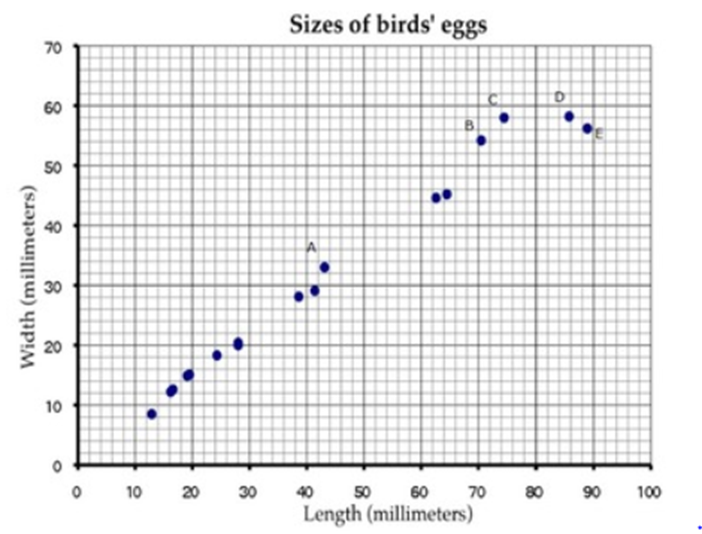 Sizes of birds' eggs
70
60
50
40
30
20
10
0
Width (millimeters)
A
B
C
D
E
0 10 20 30 40 50 60 70 80 90 100
Length (millimeters)